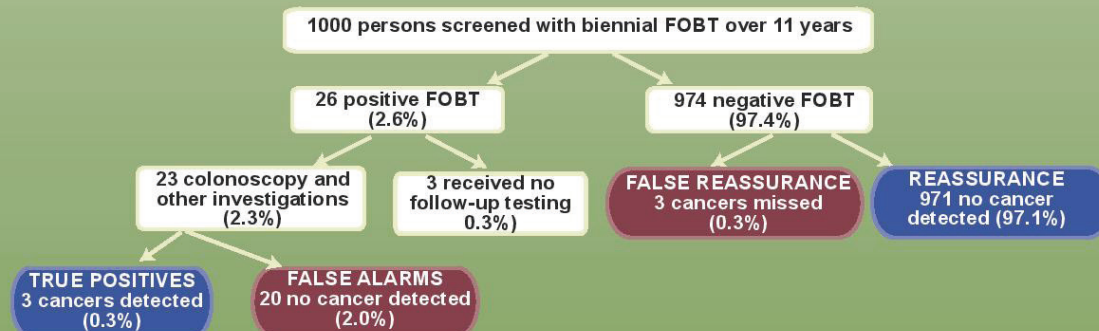 1000 persons screened with biennial FOBT over 11 years
26 positive FOBT
(2.6%)
974 negative FOBT
(97.4%)
23 colonoscopy and
other investigations
(2.3%)
3 received no
follow-up testing
0.3%)
FALSE REASSURANCE
3 cancers missed
(0.3%)
REASSURANCE
971 no cancer
detected (97.1%)
TRUE POSITIVES
3 cancers detected
(0.3%)
FALSE ALARMS
20 no cancer detected
(2.0%)